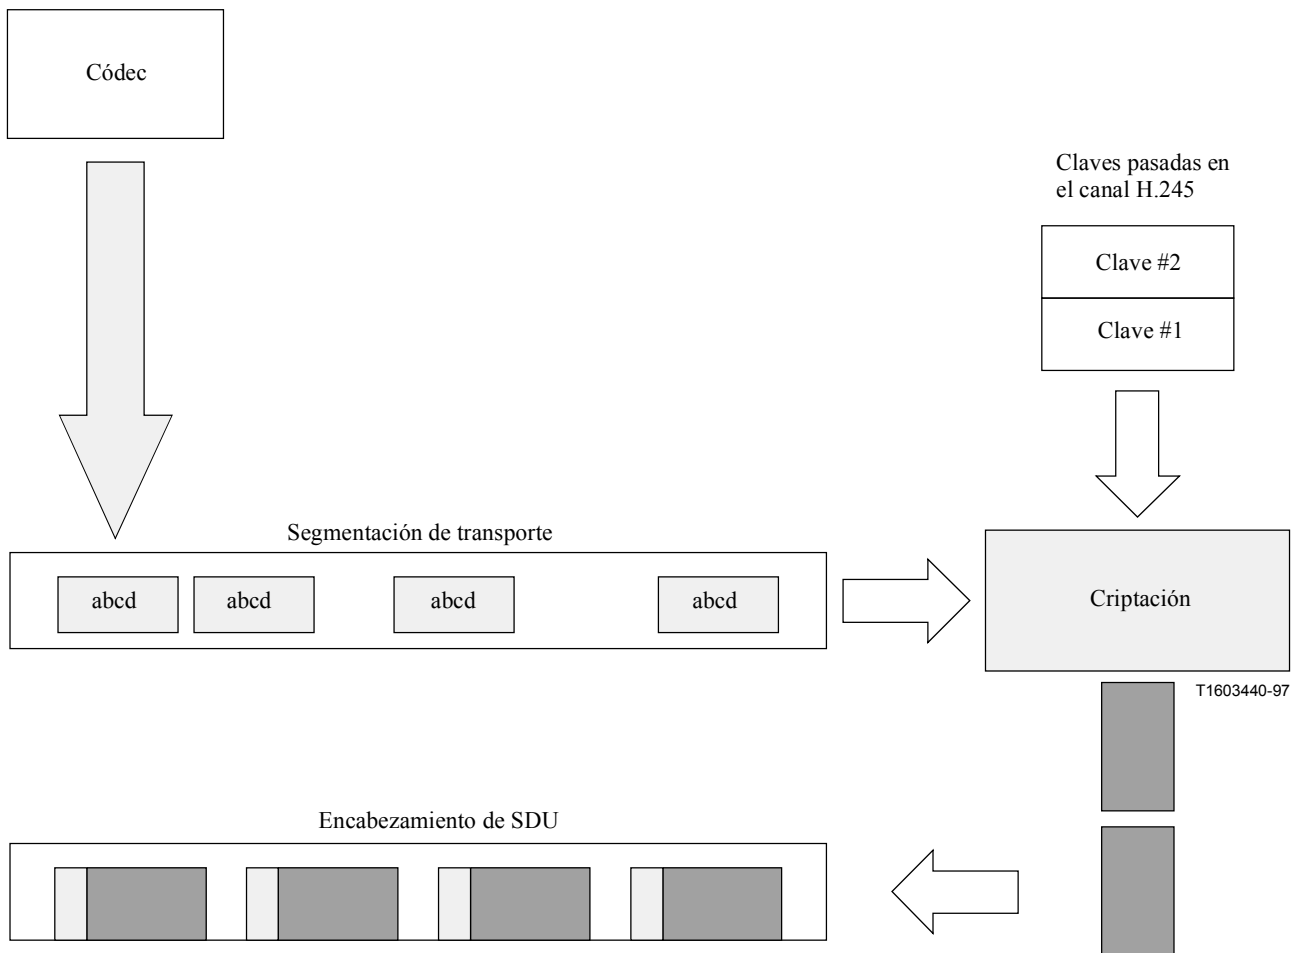 Códec
Claves pasadas en
el canal H.245
Clave #2
Clave #1
Segmentación de transporte
abcd abcd abcd abcd
Criptación
T1603440-97
Encabezamiento de SDU